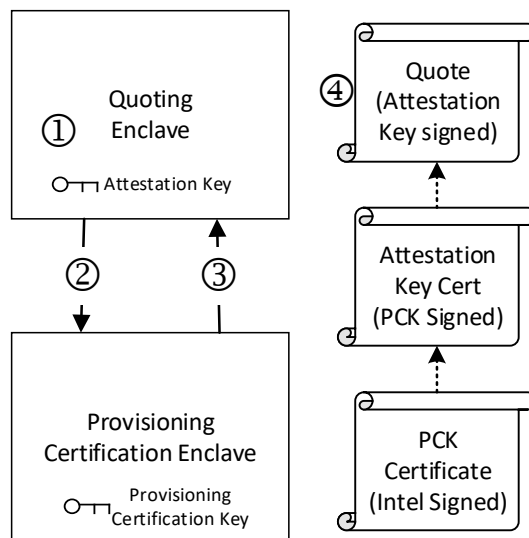 Quoting
Enclave
①
Attestation Key
②
③
Provisioning
Certification Enclave
Provisioning
Certification Key
④
Quote
(Attestation
Key signed)
Attestation
Key Cert
(PCK Signed)
PCK
Certificate
(Intel Signed)